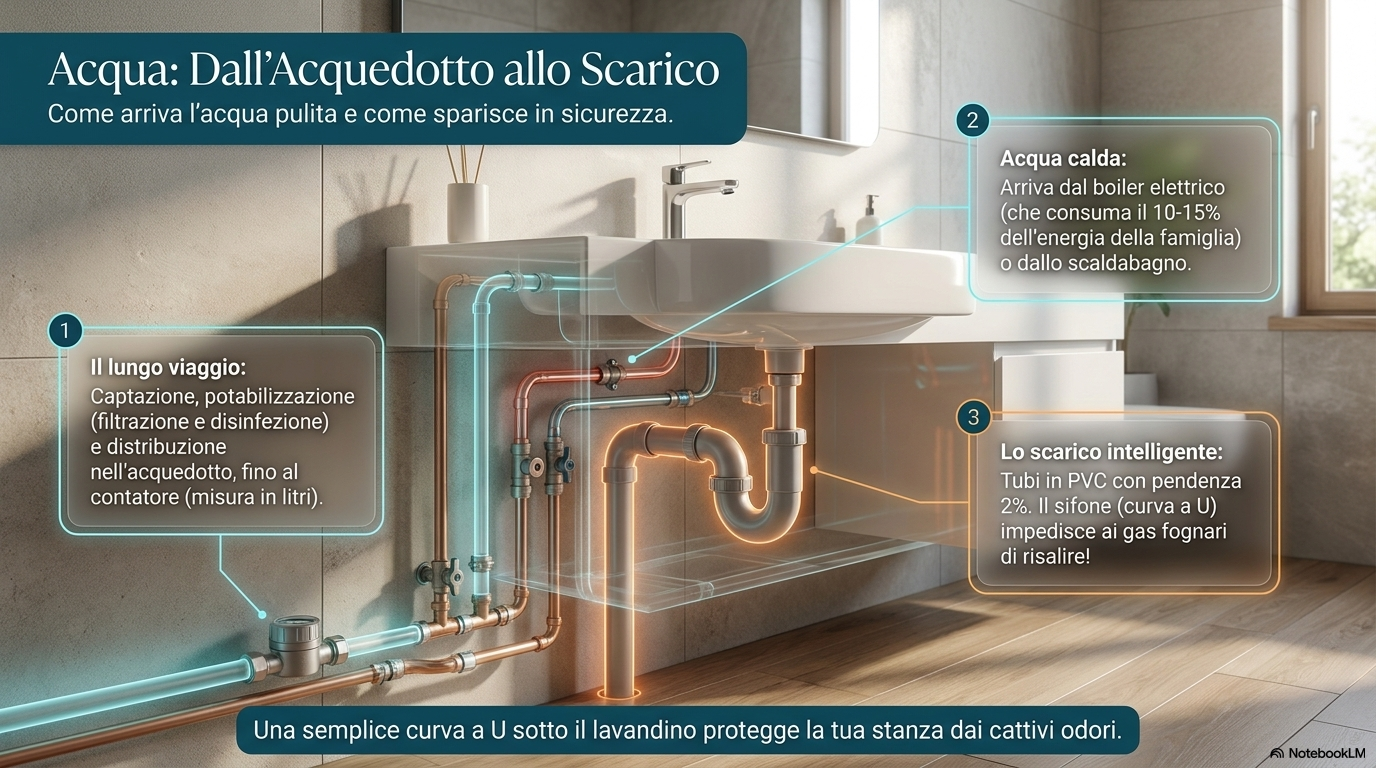 Acqua: Dall'Acquedotto allo Scarico
Come arriva l'acqua pulita e come sparisce in sicurezza.
1
Il lungo viaggio:
Captazione, potabilizzazione
(filtrazione e disinfezione)
e distribuzione
nell'acquedotto, fino al
contatore (misura in litri).
2
Acqua calda:
Arriva dal boiler elettrico
(che consuma il 10-15%
dell'energia della famiglia)
o dallo scaldabagno.
3
Lo scarico intelligente:
Tubi in PVC con pendenza
2%. Il sifone (curva a U)
impedisce ai gas fognari
di risalire!
Una semplice curva a U sotto il lavandino protegge la tua stanza dai cattivi odori.
NotebookLM